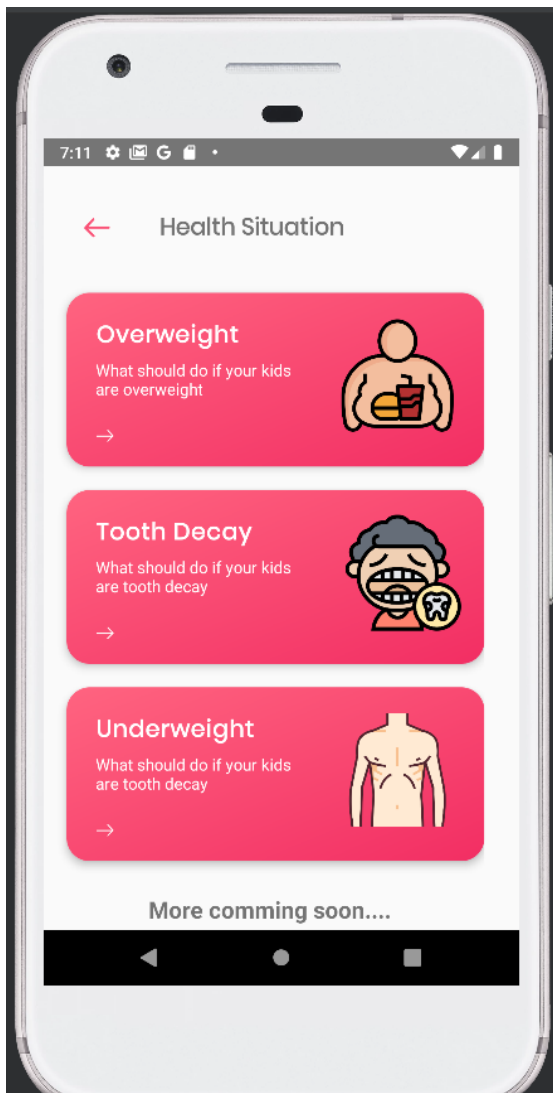 7:11
Health Situation
Overweight
What should do if your kids
are overweight
Tooth Decay
What should do if your kids
are tooth decay
Underweight
What should do if your kids
are tooth decay
More comming soon....